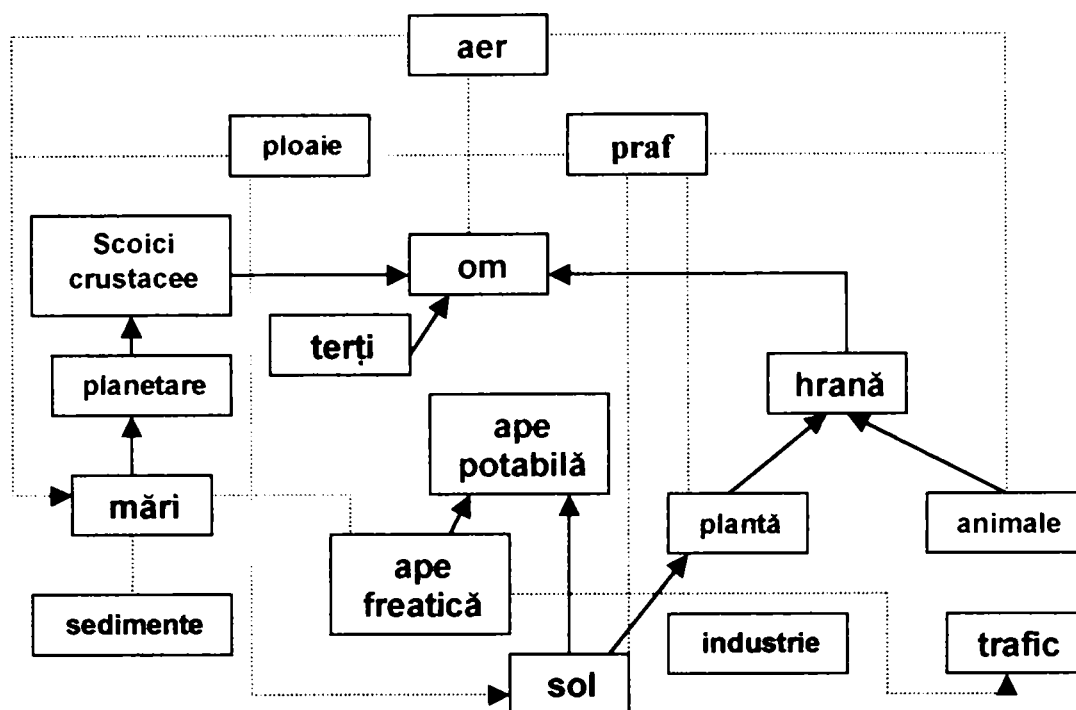 aer
ploaie
praf
Scoici
crustacee
om
terți
planetare
hrană
ape
potabilă
mări
plantă
animale
ape
freatică
sedimente
industrie
trafic
sol